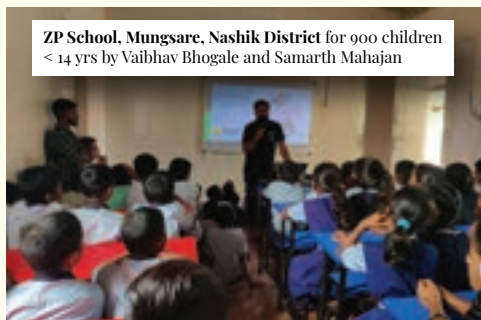 ZP School, Mungsare, Nashik District for 900 children
< 14 yrs by Vaibhav Bhogale and Samarth Mahajan